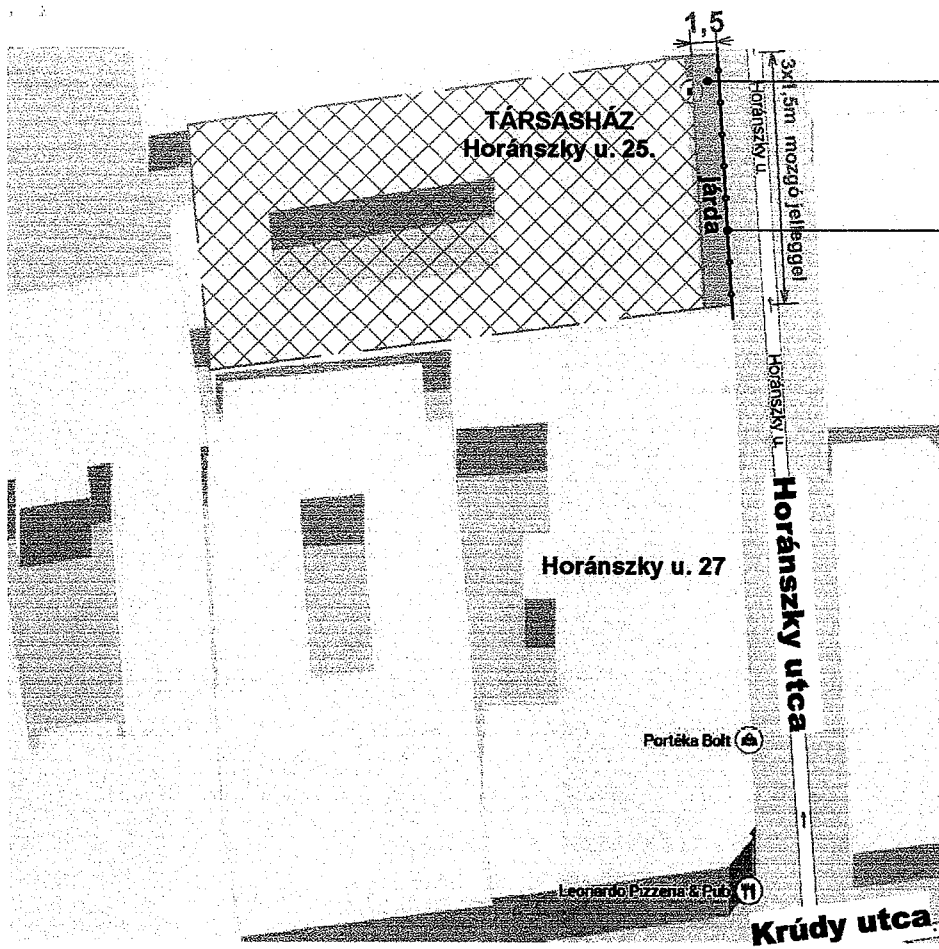 1,5
TÁRSASHÁZ
Horánszky u. 25.
járda
3x1,5m mozgó jelleggel
Horánszky u.
Horánszky u.
Horánszky utca
Horánszky u. 27
Portéka Bolt
Leonardo Pizzeria & Pub
Krúdy utca